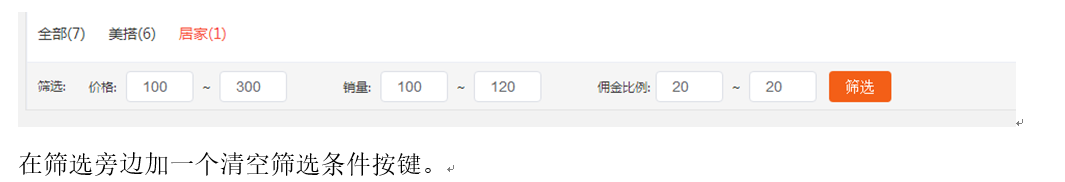 全部(7) 美搭(6) 居家(1)
筛选: 价格: 100 ~ 300 销量: 100 ~ 120 佣金比例: 20 ~ 20 筛选
在筛选旁边加一个清空筛选条件按键。